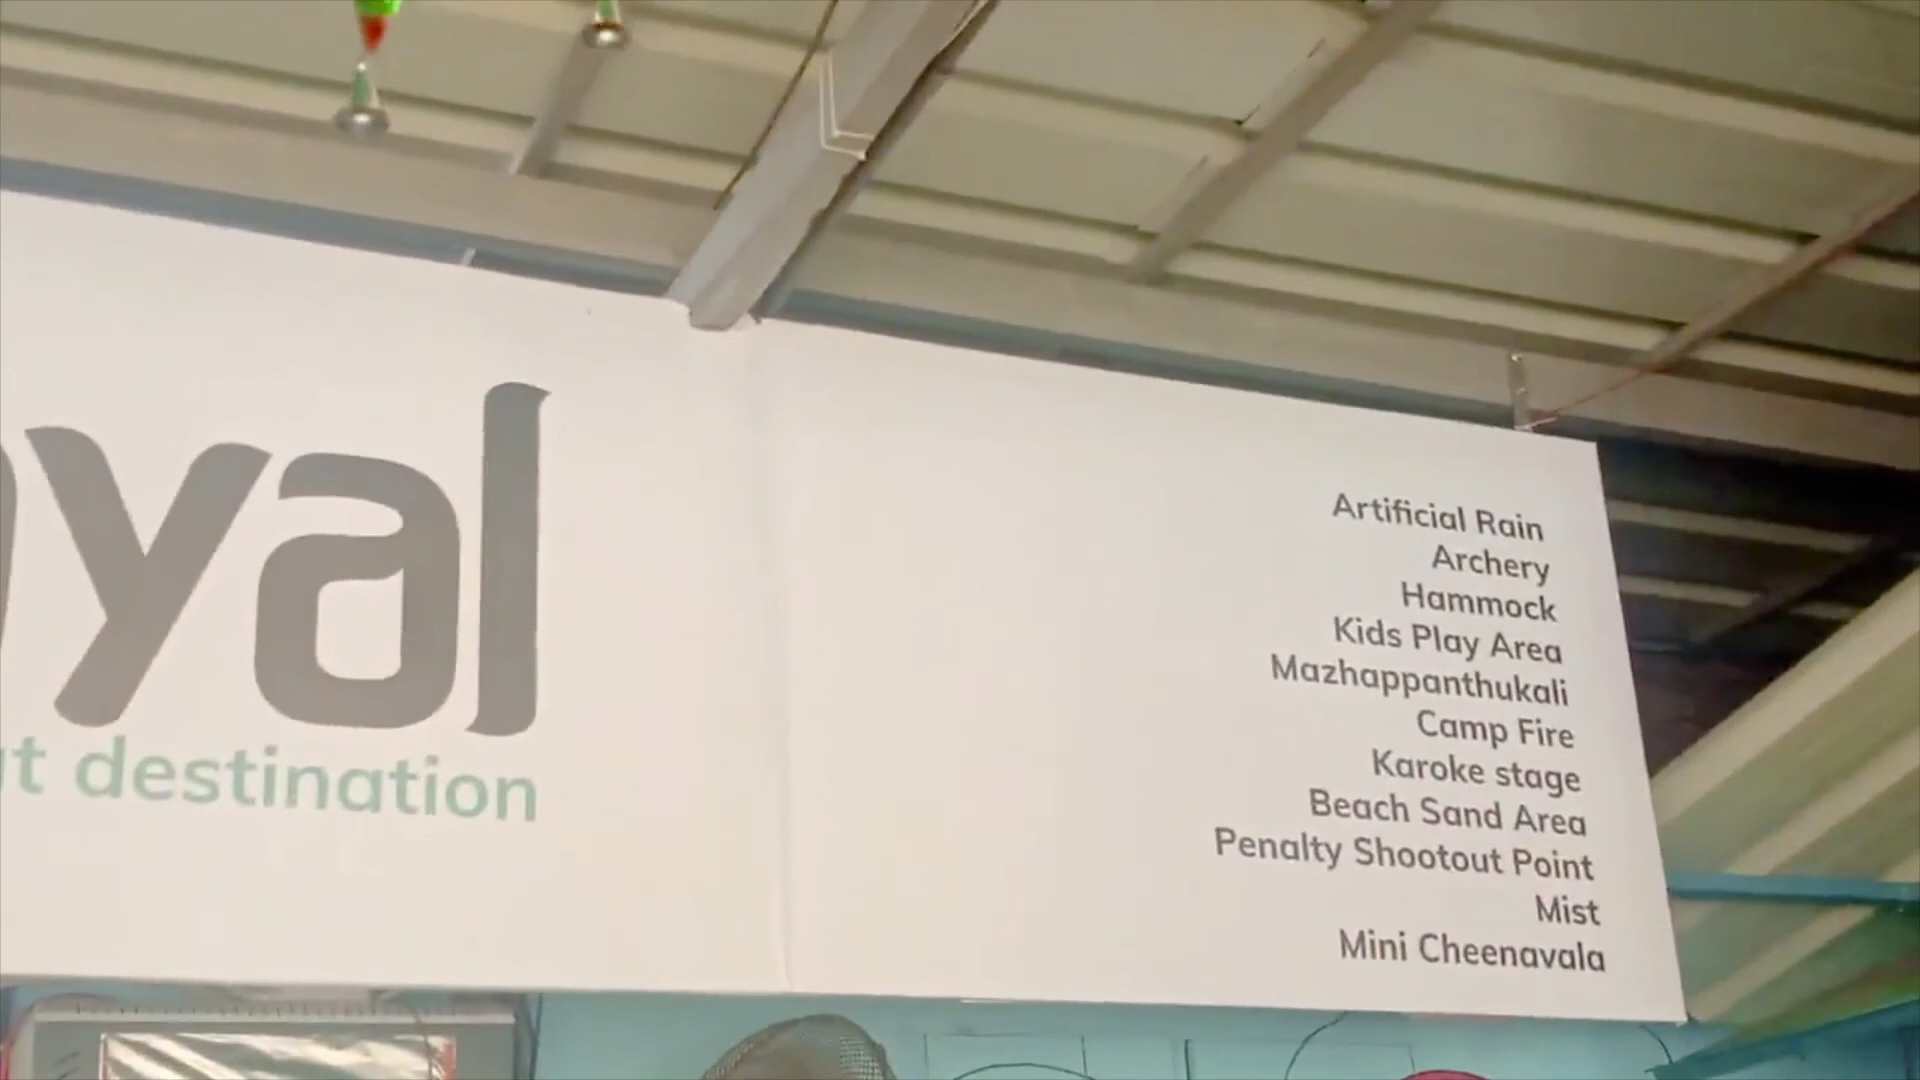 yal
destination
Artificial Rain
Archery
Hammock
Kids Play Area
Mazhappanthukali
Camp Fire
Karoke stage
Beach Sand Area
Penalty Shootout Point
Mist
Mini Cheenavala